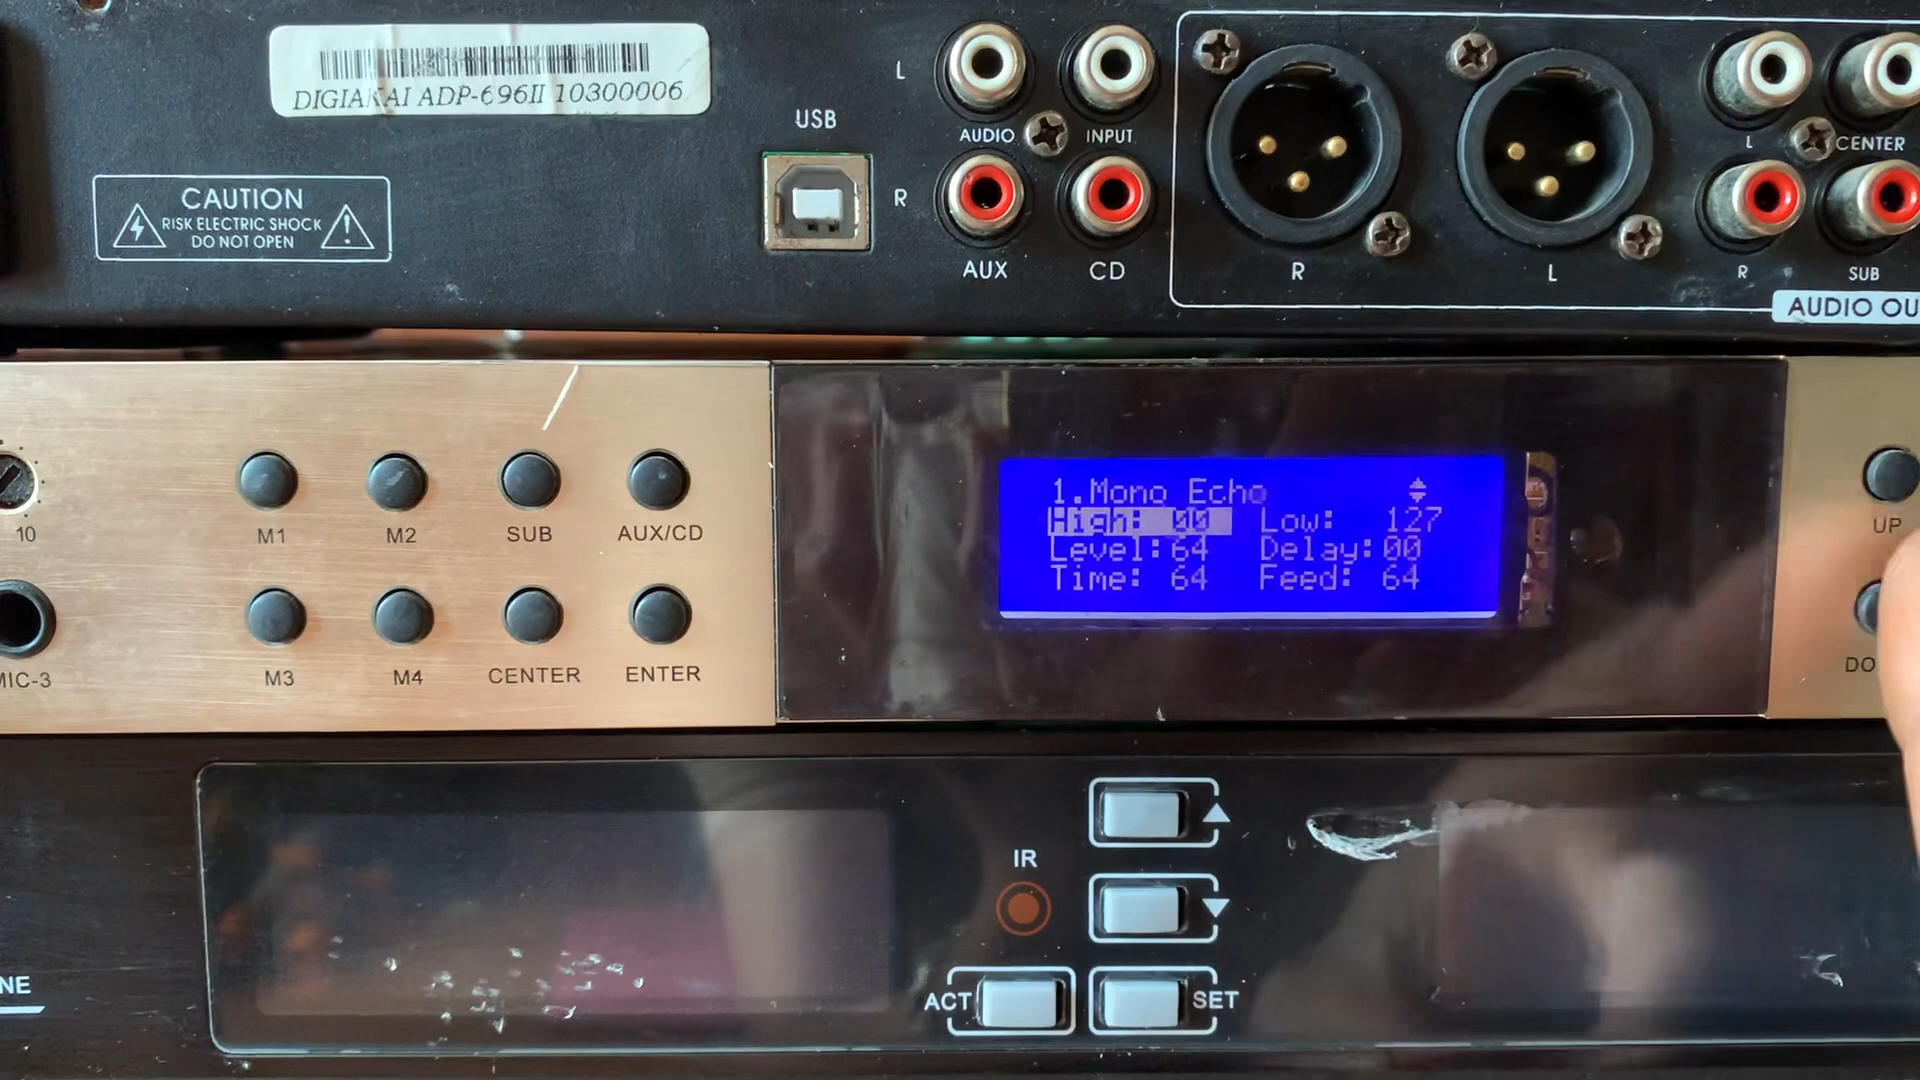 DIGIAKAI ADP-696II 10300006
CAUTION
RISK ELECTRIC SHOCK
DO NOT OPEN
USB
L
R
AUDIO INPUT
AUX CD
R L
L CENTER
R SUB
AUDIO OU
10
MIC-3
M1 M2 SUB AUX/CD
M3 M4 CENTER ENTER
1.Mono Echo
High: 00 Low: 127
Level:64 Delay:00
Time: 64 Feed: 64
UP
DO
NE
IR
ACT SET